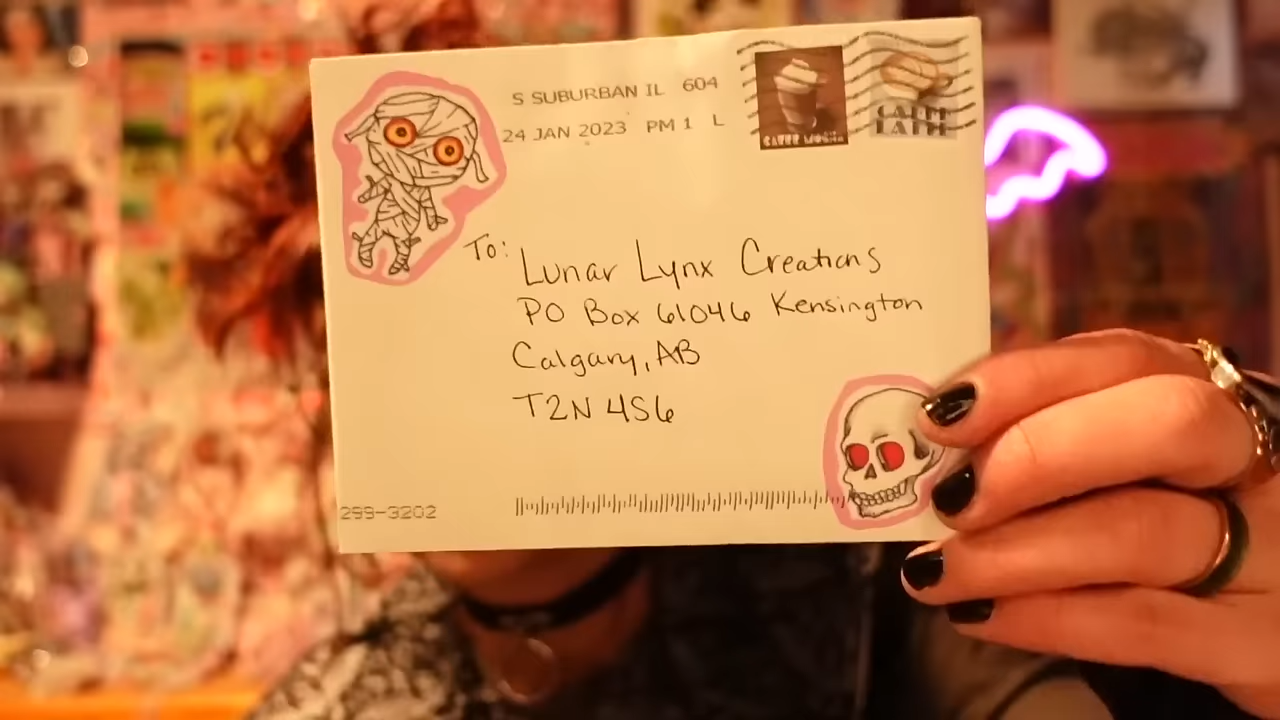 S SUBURBAN IL 604
24 JAN 2023 PM 1 L
CAFFE MOCHA
CAFFE LATTE
To:
Lunar Lynx Creations
PO Box 61046 Kensington
Calgary, AB
T2N 4S6
299-3202